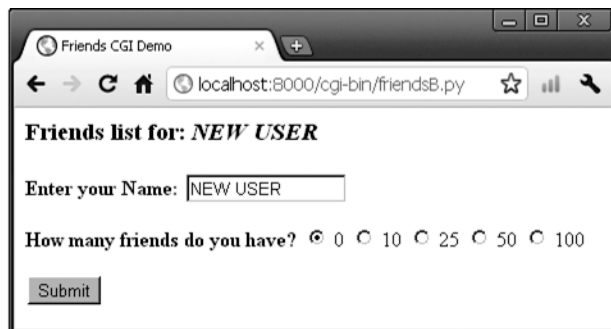 Friends CGI Demo
localhost:8000/cgi-bin/friendsB.py
Friends list for: NEW USER
Enter your Name: NEW USER
How many friends do you have? 0 10 25 50 100
Submit